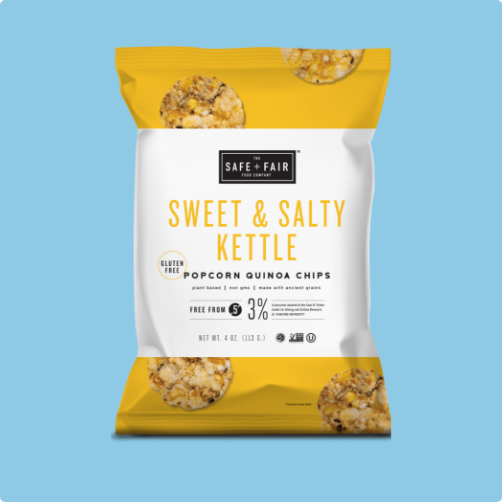 THE
SAFE + FAIR
FOOD COMPANY
™
SWEET & SALTY
KETTLE
GLUTEN
FREE
POPCORN QUINOA CHIPS
plant based | non gmo | made with ancient grains
FREE FROM 5
3%
NET WT. 4 OZ. (113 G.)